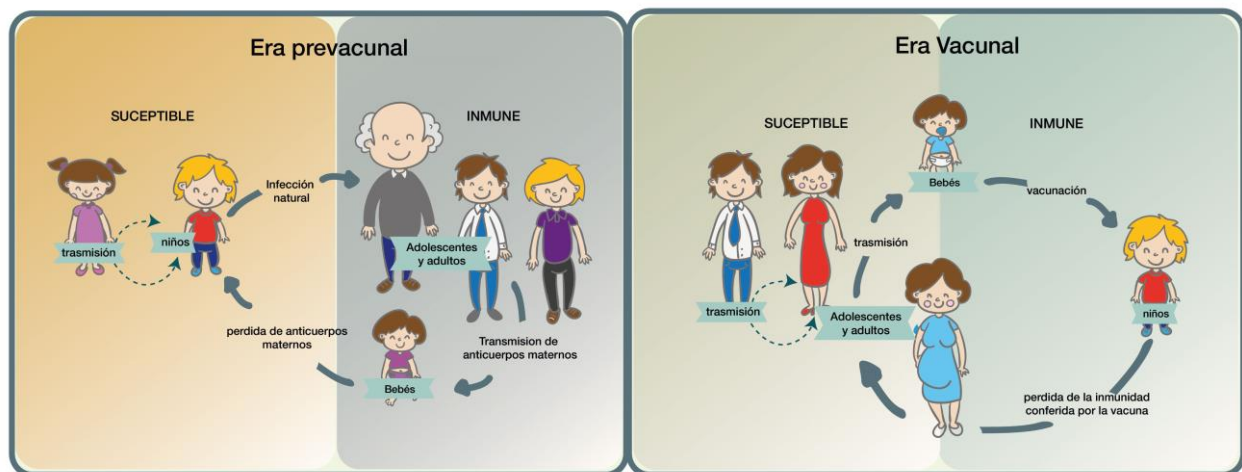 Era prevacunal
SUCEPTIBLE
INMUNE
Infección
natural
trasmisión
niños
Adolescentes
y adultos
perdida de anticuerpos
maternos
Transmision de
anticuerpos maternos
Bebés
Era Vacunal
SUCEPTIBLE
INMUNE
Bebés
vacunación
trasmisión
niños
trasmisión
Adolescentes
y adultos
perdida de la inmunidad
conferida por la vacuna